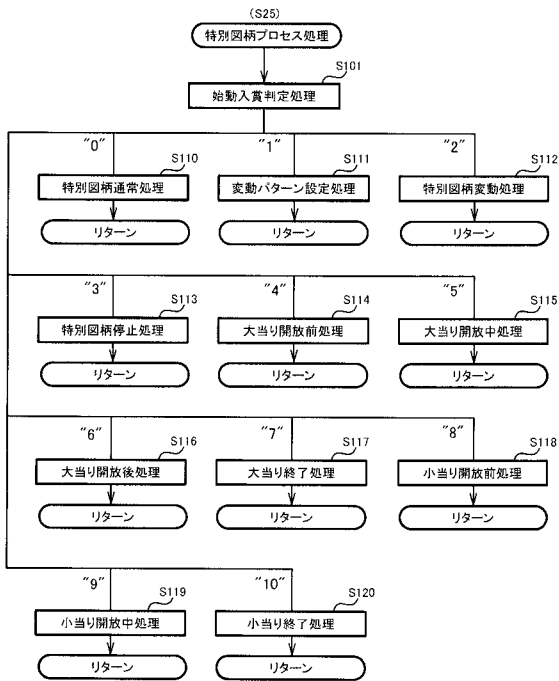 (S25)
特別図柄プロセス処理
S101
始動入賞判定処理
"0"
"1"
"2"
S110
S111
S112
特別図柄通常処理
変動パターン設定処理
特別図柄変動処理
リターン
リターン
リターン
"3"
"4"
"5"
S113
S114
S115
特別図柄停止処理
大当り開放前処理
大当り開放中処理
リターン
リターン
リターン
"6"
"7"
"8"
S116
S117
S118
大当り開放後処理
大当り終了処理
小当り開放前処理
リターン
リターン
リターン
"9"
"10"
S119
S120
小当り開放中処理
小当り終了処理
リターン
リターン